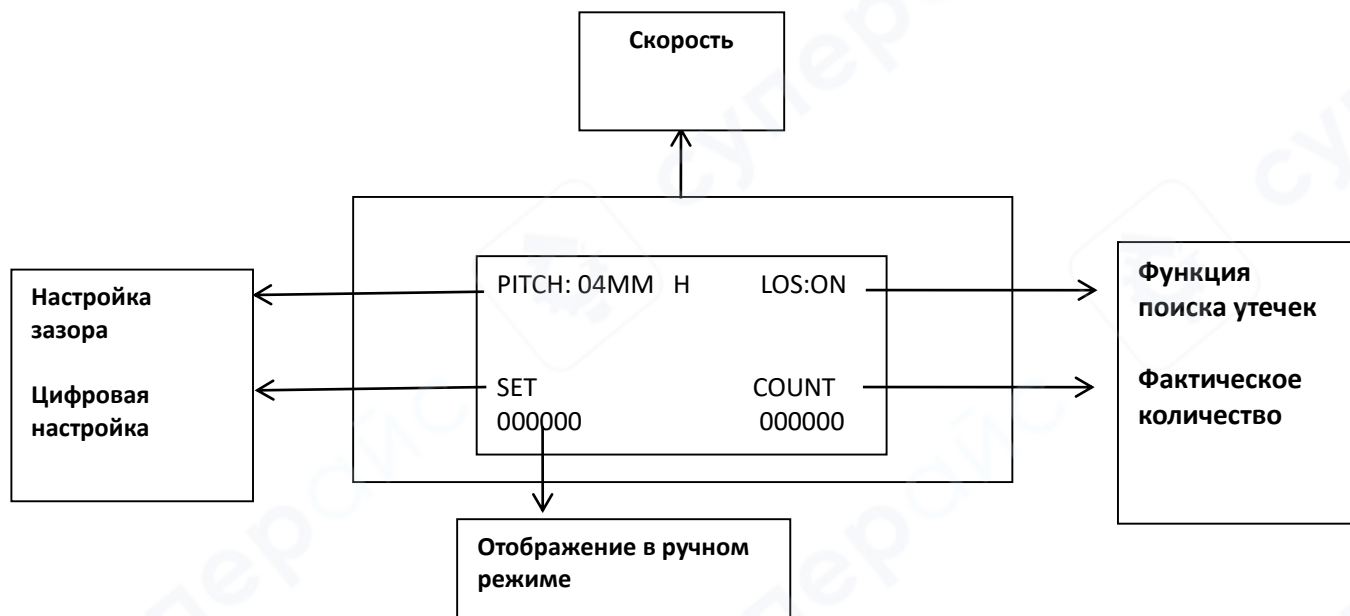 Скорость
PITCH: 04MM H LOS:ON
SET COUNT
000000 000000
Настройка
зазора
Цифровая
настройка
Функция
поиска утечек
Фактическое
количество
Отображение в ручном
режиме
суперайс